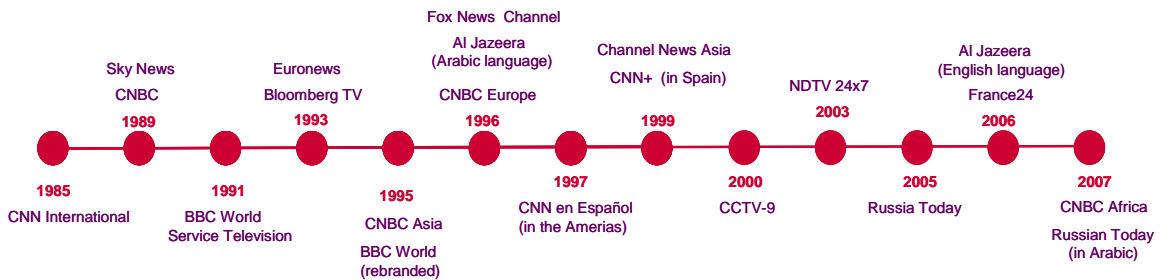 Fox News  Channel
Al Jazeera
(Arabic language)
CNBC Europe
1996
Sky News
CNBC
1989
Euronews
Bloomberg TV
1993
Channel News Asia
CNN+  (in Spain)
1999
NDTV 24x7
2003
Al Jazeera
(English language)
France24
2006
1985
CNN International
1991
BBC World
Service Television
1995
CNBC Asia
BBC World
(rebranded)
1997
CNN en Español
(in the Amerias)
2000
CCTV-9
2005
Russia Today
2007
CNBC Africa
Russian Today
(in Arabic)